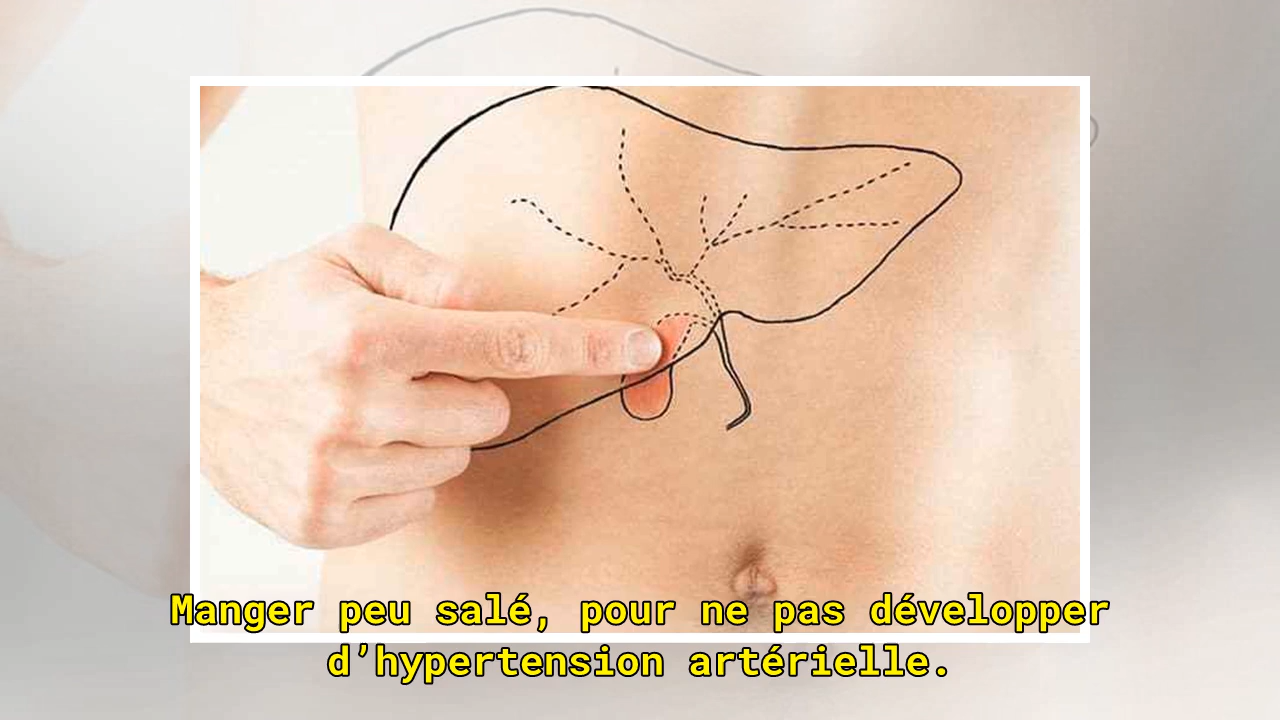 Manger peu salé, pour ne pas développer
d’hypertension artérielle.